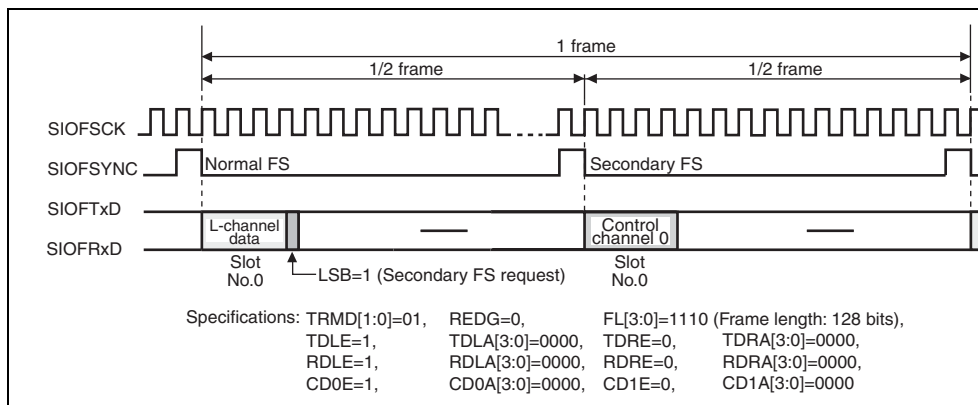 1 frame
1/2 frame 1/2 frame
SIOFSCK
SIOFSYNC Normal FS Secondary FS
SIOFTxD
SIOFRxD
L-channel data Control channel 0
Slot No.0 LSB=1 (Secondary FS request) Slot No.0
Specifications: TRMD[1:0]=01, REDG=0, FL[3:0]=1110 (Frame length: 128 bits),
TDLE=1, TDLA[3:0]=0000, TDRE=0, TDRA[3:0]=0000,
RDLE=1, RDLA[3:0]=0000, RDRE=0, RDRA[3:0]=0000,
CD0E=1, CD0A[3:0]=0000, CD1E=0, CD1A[3:0]=0000